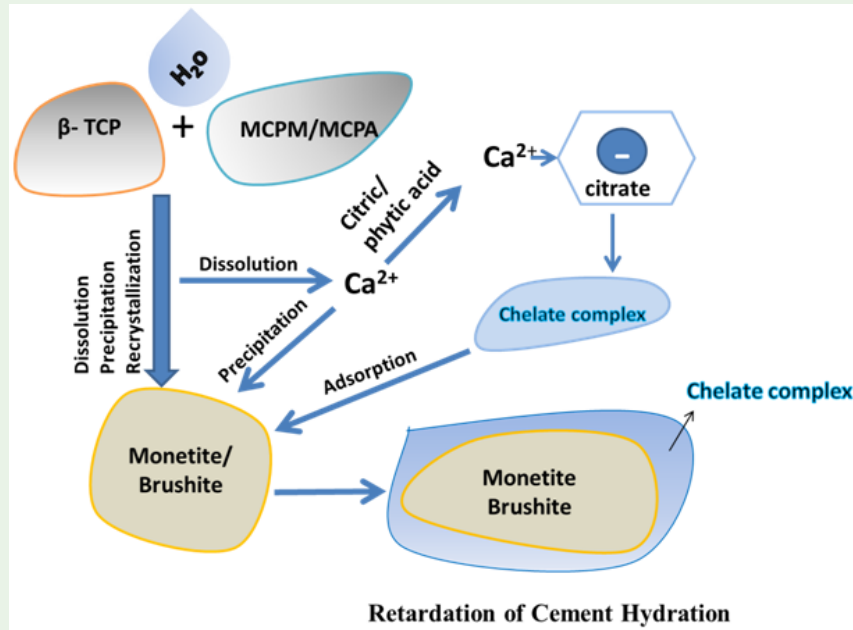 H₂O
β- TCP
+
MCPM/MCPA
Ca²⁺
−
citrate
Citric/
phytic acid
Dissolution
Precipitation
Recrystallization
Dissolution
Ca²⁺
Chelate complex
Precipitation
Adsorption
Chelate complex
Monetite/
Brushite
Monetite
Brushite
Retardation of Cement Hydration